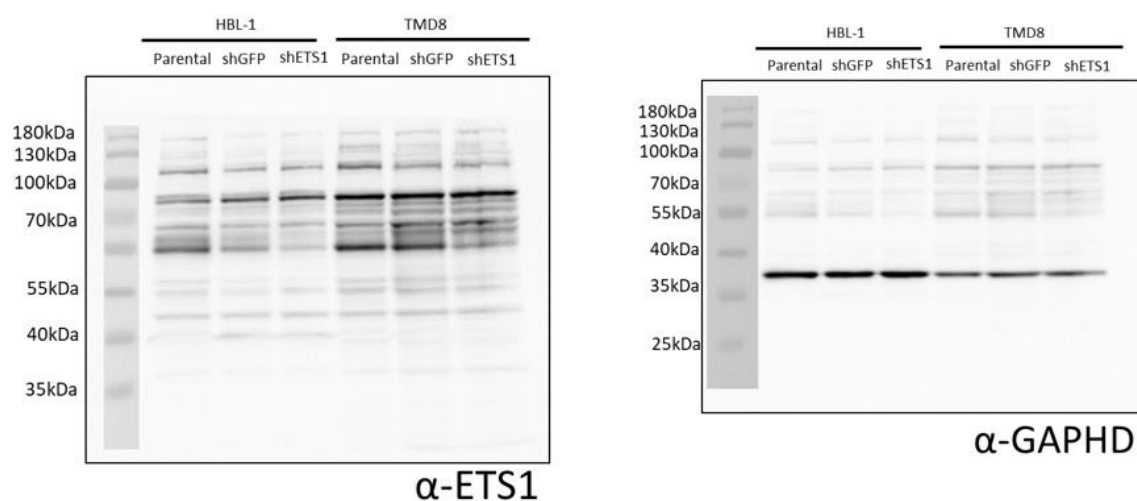 HBL-1 TMD8
Parental shGFP shETS1 Parental shGFP shETS1
180kDa
130kDa
100kDa
70kDa
55kDa
40kDa
35kDa
α-ETS1
HBL-1 TMD8
Parental shGFP shETS1 Parental shGFP shETS1
180kDa
130kDa
100kDa
70kDa
55kDa
40kDa
35kDa
25kDa
α-GAPHD